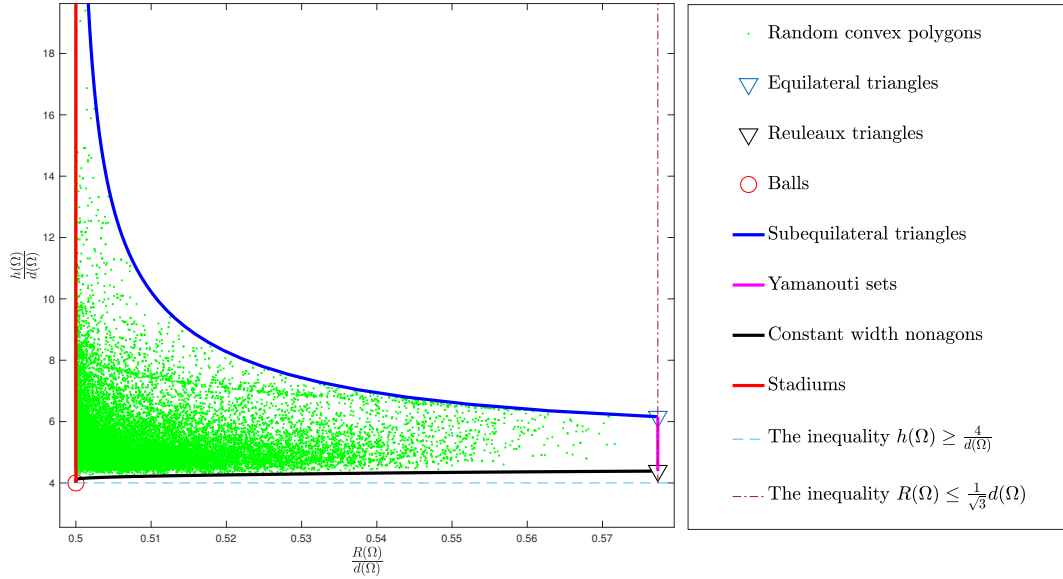 18
16
14
12
10
8
6
4
h(Ω)/d(Ω)
0.5 0.51 0.52 0.53 0.54 0.55 0.56 0.57
R(Ω)/d(Ω)
Random convex polygons
Equilateral triangles
Reuleaux triangles
Balls
Subequilateral triangles
Yamanouti sets
Constant width nonagons
Stadiums
The inequality h(Ω) ≥ 4/d(Ω)
The inequality R(Ω) ≤ 1/√3 d(Ω)